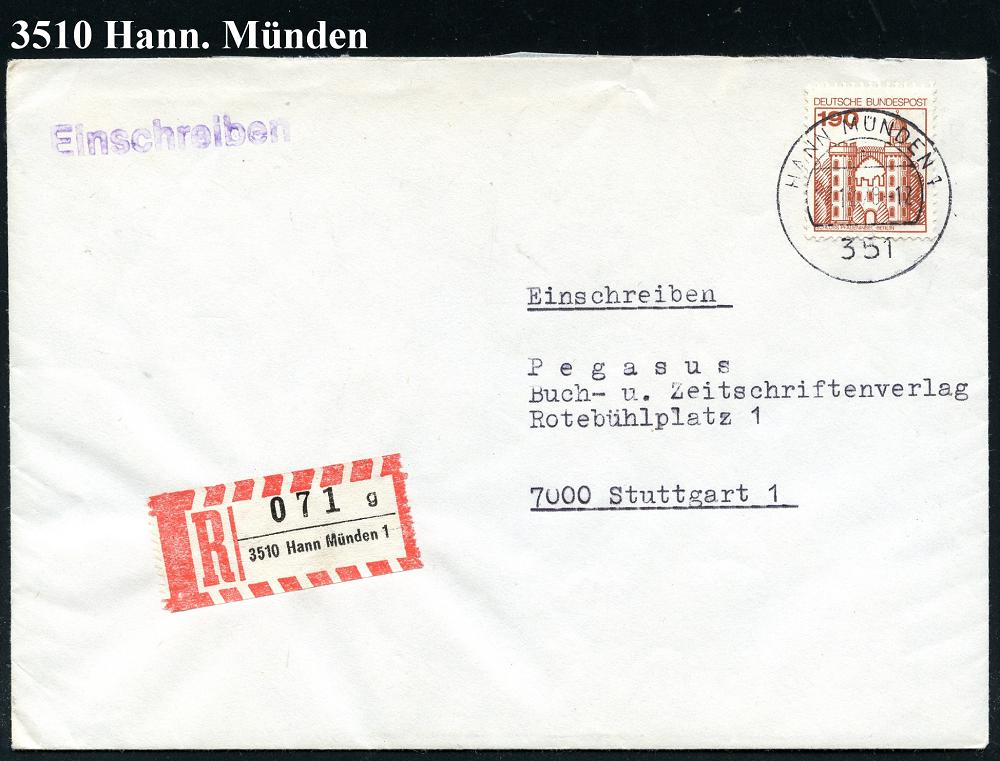 3510 Hann. Münden
Einschreiben
DEUTSCHE BUNDESPOST
190
HANN MÜNDEN 1
351
Einschreiben
Pegasus
Buch- u. Zeitschriftenverlag
Rotebühlplatz 1
7000 Stuttgart 1
R
071 g
3510 Hann Münden 1